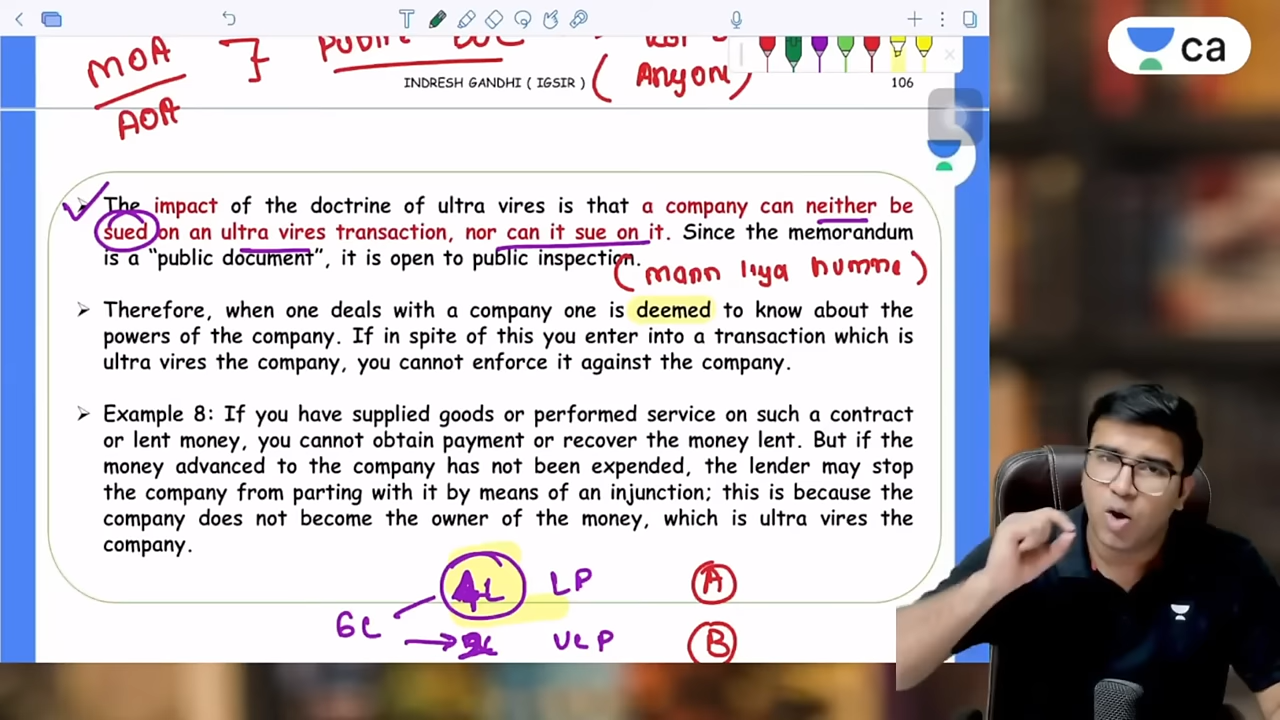 ca
MOA
AOA
Public
INDRESH GANDHI ( IGSIR )
(Anyone)
106
The impact of the doctrine of ultra vires is that a company can neither be
sued on an ultra vires transaction, nor can it sue on it. Since the memorandum
is a “public document”, it is open to public inspection.
(mann liya humne)
Therefore, when one deals with a company one is deemed to know about the
powers of the company. If in spite of this you enter into a transaction which is
ultra vires the company, you cannot enforce it against the company.
Example 8: If you have supplied goods or performed service on such a contract
or lent money, you cannot obtain payment or recover the money lent. But if the
money advanced to the company has not been expended, the lender may stop
the company from parting with it by means of an injunction; this is because the
company does not become the owner of the money, which is ultra vires the
company.
4L LP A
6L
VLP B